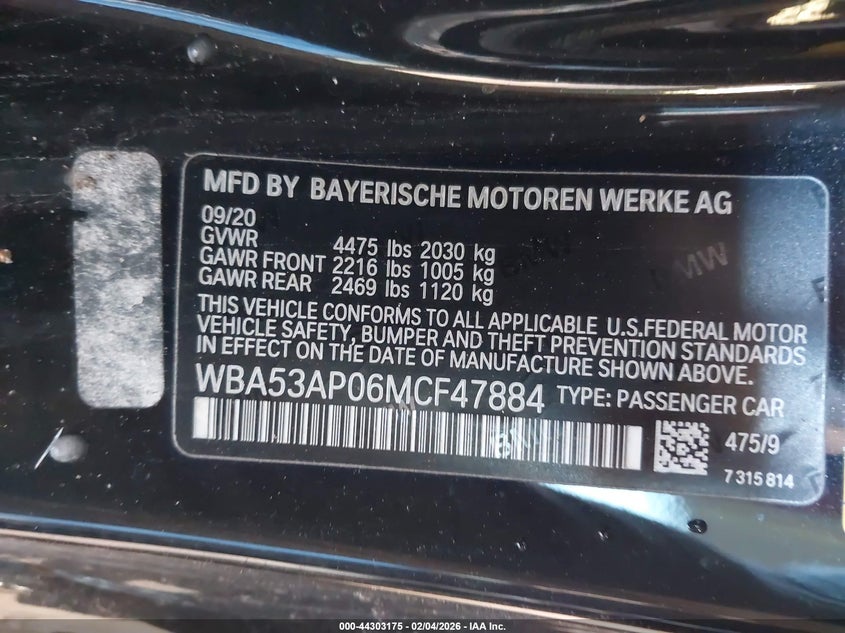 MFD BY BAYERISCHE MOTOREN WERKE AG
09/20
GVWR 4475 lbs 2030 kg
GAWR FRONT 2216 lbs 1005 kg
GAWR REAR 2469 lbs 1120 kg
THIS VEHICLE CONFORMS TO ALL APPLICABLE U.S.FEDERAL MOTOR
VEHICLE SAFETY, BUMPER AND THEFT PREVENTION STANDARDS
IN EFFECT ON THE DATE OF MANUFACTURE SHOWN ABOVE.
WBA53AP06MCF47884 TYPE: PASSENGER CAR
475/9
7 315 814
BMW
000-44303175 - 02/04/2026 - IAA Inc.